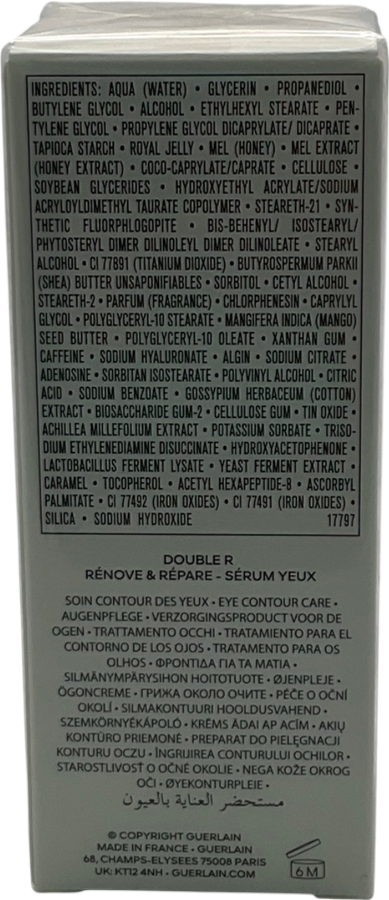 INGREDIENTS: AQUA (WATER) • GLYCERIN • PROPANEDIOL •
BUTYLENE GLYCOL • ALCOHOL • ETHYLHEXYL STEARATE • PEN-
TYLENE GLYCOL • PROPYLENE GLYCOL DICAPRYLATE/ DICAPRATE •
TAPIOCA STARCH • ROYAL JELLY • MEL (HONEY) • MEL EXTRACT
(HONEY EXTRACT) • COCO-CAPRYLATE/CAPRATE • CELLULOSE •
SOYBEAN GLYCERIDES • HYDROXYETHYL ACRYLATE/SODIUM
ACRYLOYLDIMETHYL TAURATE COPOLYMER • STEARETH-21 • SYN-
THETIC FLUORPHLOGOPITE • BIS-BEHENYL/ ISOSTEARYL/
PHYTOSTERYL DIMER DILINOLEYL DIMER DILINOLEATE • STEARYL
ALCOHOL • CI 77891 (TITANIUM DIOXIDE) • BUTYROSPERMUM PARKII
(SHEA) BUTTER UNSAPONIFIABLES • SORBITOL • CETYL ALCOHOL •
STEARETH-2 • PARFUM (FRAGRANCE) • CHLORPHENESIN • CAPRYLYL
GLYCOL • POLYGLYCERYL-10 STEARATE • MANGIFERA INDICA (MANGO)
SEED BUTTER • POLYGLYCERYL-10 OLEATE • XANTHAN GUM •
CAFFEINE • SODIUM HYALURONATE • ALGIN • SODIUM CITRATE •
ADENOSINE • SORBITAN ISOSTEARATE • POLYVINYL ALCOHOL • CITRIC
ACID • SODIUM BENZOATE • GOSSYPIUM HERBACEUM (COTTON)
EXTRACT • BIOSACCHARIDE GUM-2 • CELLULOSE GUM • TIN OXIDE •
ACHILLEA MILLEFOLIUM EXTRACT • POTASSIUM SORBATE • TRISO-
DIUM ETHYLENEDIAMINE DISUCCINATE • HYDROXYACETOPHENONE •
LACTOBACILLUS FERMENT LYSATE • YEAST FERMENT EXTRACT •
CARAMEL • TOCOPHEROL • ACETYL HEXAPEPTIDE-8 • ASCORBYL
PALMITATE • CI 77492 (IRON OXIDES) • CI 77491 (IRON OXIDES) •
SILICA • SODIUM HYDROXIDE 17797
DOUBLE R
RÉNOVE & RÉPARE - SÉRUM YEUX
SOIN CONTOUR DES YEUX • EYE CONTOUR CARE •
AUGENPFLEGE • VERZORGINGSPRODUCT VOOR DE
OGEN • TRATTAMENTO OCCHI • TRATAMIENTO PARA EL
CONTORNO DE LOS OJOS • TRATAMENTO PARA OS
OLHOS • ΦΡΟΝΤΙΔΑ ΓΙΑ ΤΑ ΜΑΤΙΑ •
SILMÄNYMPÄRYSIHON HOITOTUOTE • ØJENPLEJE •
ÖGONCREME • ГРИЖА ОКОЛО ОЧИТЕ • PÉČE O OČNÍ
OKOLÍ • SILMAKONTUURI HOOLDUSVAHEND •
SZEMKÖRNYÉKÁPOLÓ • KRĒMS ĀDAI AP ACĪM • AKIŲ
KONTŪRO PRIEMONĖ • PREPARAT DO PIELĘGNACJI
KONTURU OCZU • ÎNGRIJIREA CONTURULUI OCHILOR •
STAROSTLIVOSŤ O OČNÉ OKOLIE • NEGA KOŽE OKROG
OČI • ØYEKONTURPLEIE •
مستحضر العناية بالعيون
© COPYRIGHT GUERLAIN
MADE IN FRANCE • GUERLAIN
68, CHAMPS-ELYSEES 75008 PARIS
UK: KT12 4NH • GUERLAIN.COM
6 M